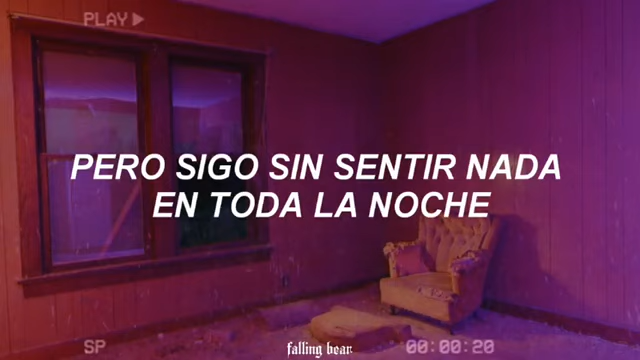 PLAY
PERO SIGO SIN SENTIR NADA
EN TODA LA NOCHE
SP
falling bear
00:00:20